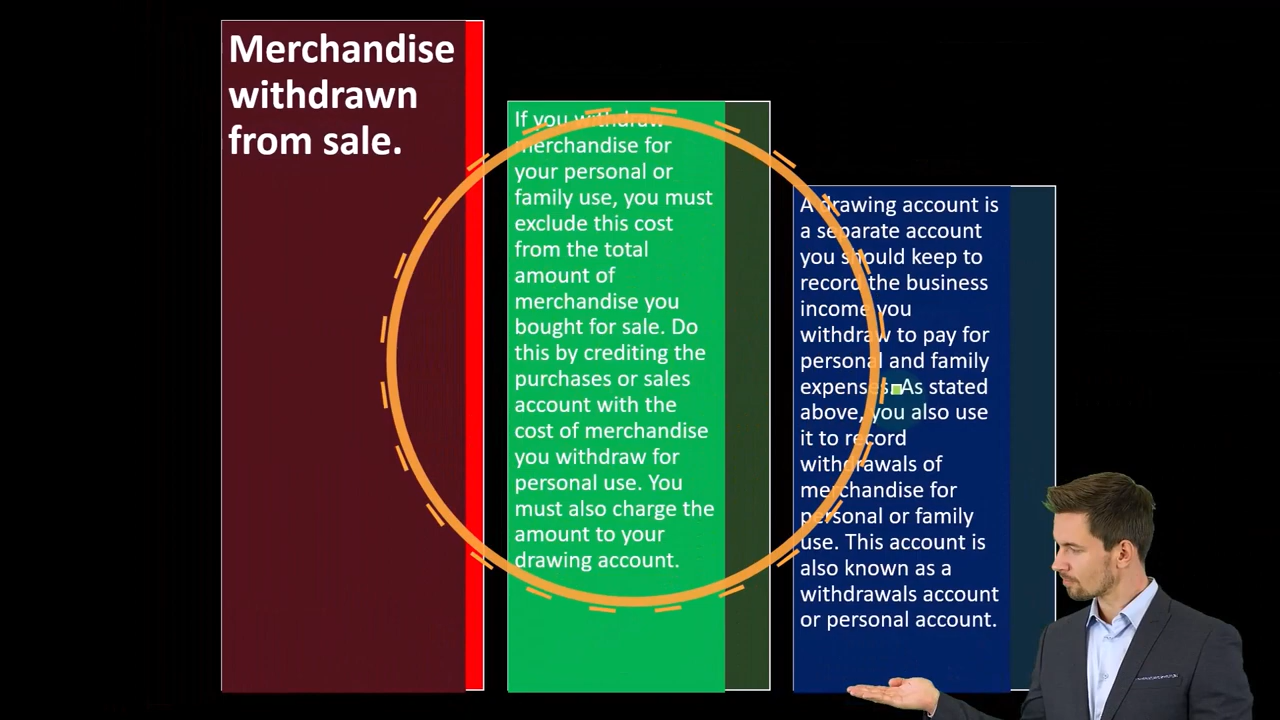 Merchandise
withdrawn
from sale.
If you withdraw
merchandise for
your personal or
family use, you must
exclude this cost
from the total
amount of
merchandise you
bought for sale. Do
this by crediting the
purchases or sales
account with the
cost of merchandise
you withdraw for
personal use. You
must also charge the
amount to your
drawing account.
A drawing account is
a separate account
you should keep to
record the business
income you
withdraw to pay for
personal and family
expenses. As stated
above, you also use
it to record
withdrawals of
merchandise for
personal or family
use. This account is
also known as a
withdrawals account
or personal account.